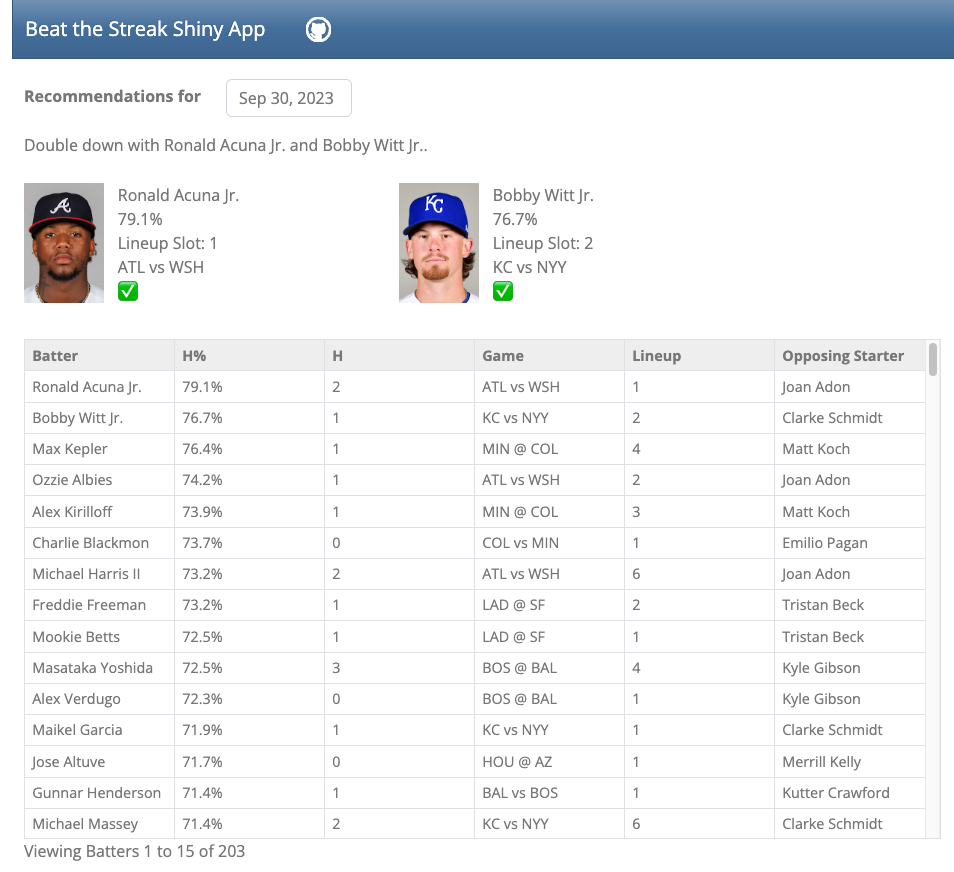 Beat the Streak Shiny App
Recommendations for Sep 30, 2023
Double down with Ronald Acuna Jr. and Bobby Witt Jr..
Ronald Acuna Jr.
79.1%
Lineup Slot: 1
ATL vs WSH
KC
Bobby Witt Jr.
76.7%
Lineup Slot: 2
KC vs NYY
Batter H% H Game Lineup Opposing Starter
Ronald Acuna Jr. 79.1% 2 ATL vs WSH 1 Joan Adon
Bobby Witt Jr. 76.7% 1 KC vs NYY 2 Clarke Schmidt
Max Kepler 76.4% 1 MIN @ COL 4 Matt Koch
Ozzie Albies 74.2% 1 ATL vs WSH 2 Joan Adon
Alex Kirilloff 73.9% 1 MIN @ COL 3 Matt Koch
Charlie Blackmon 73.7% 0 COL vs MIN 1 Emilio Pagan
Michael Harris II 73.2% 2 ATL vs WSH 6 Joan Adon
Freddie Freeman 73.2% 1 LAD @ SF 2 Tristan Beck
Mookie Betts 72.5% 1 LAD @ SF 1 Tristan Beck
Masataka Yoshida 72.5% 3 BOS @ BAL 4 Kyle Gibson
Alex Verdugo 72.3% 0 BOS @ BAL 1 Kyle Gibson
Maikel Garcia 71.9% 1 KC vs NYY 1 Clarke Schmidt
Jose Altuve 71.7% 0 HOU @ AZ 1 Merrill Kelly
Gunnar Henderson 71.4% 1 BAL vs BOS 1 Kutter Crawford
Michael Massey 71.4% 2 KC vs NYY 6 Clarke Schmidt
Viewing Batters 1 to 15 of 203